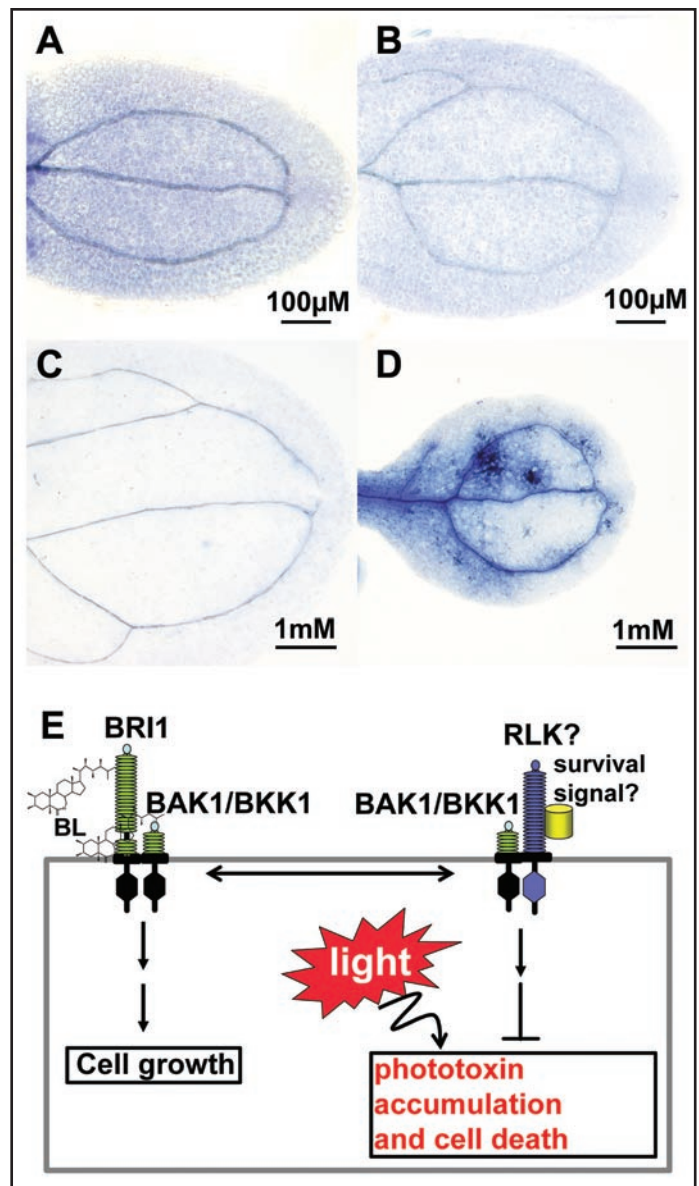 A
B
100µM
100µM
C
D
1mM
1mM
E
BRI1
RLK?
survival
signal?
BAK1/BKK1
BAK1/BKK1
BL
light
Cell growth
phototoxin
accumulation
and cell death